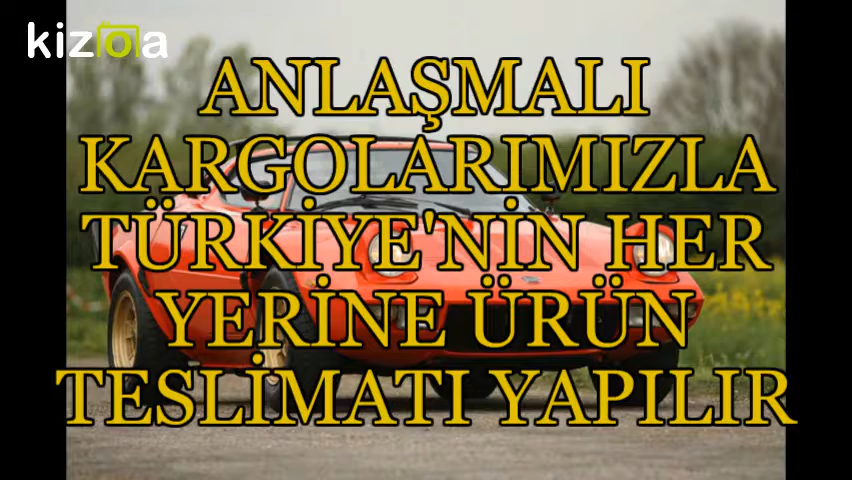 kizoa
ANLAŞMALI
KARGOLARIMIZLA
TÜRKİYE'NİN HER
YERİNE ÜRÜN
TESLİMATI YAPILIR